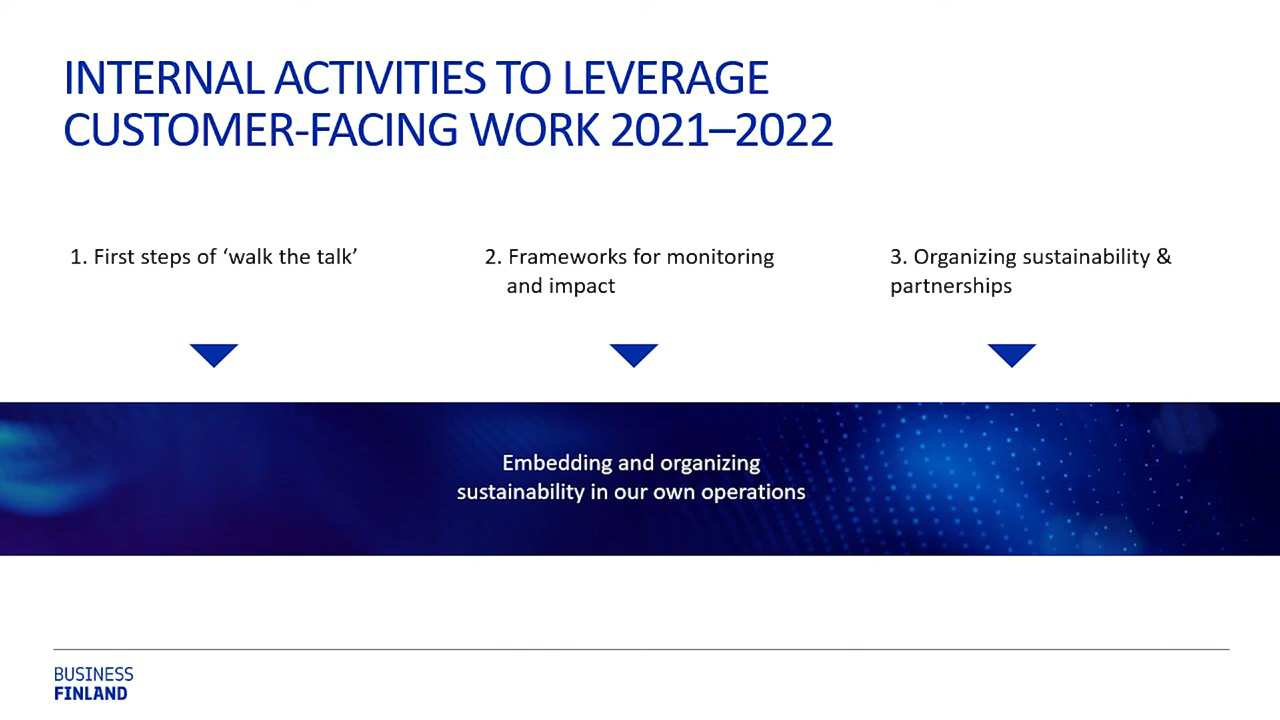 INTERNAL ACTIVITIES TO LEVERAGE
CUSTOMER-FACING WORK 2021–2022
1. First steps of ‘walk the talk’
2. Frameworks for monitoring
and impact
3. Organizing sustainability &
partnerships
Embedding and organizing
sustainability in our own operations
BUSINESS
FINLAND